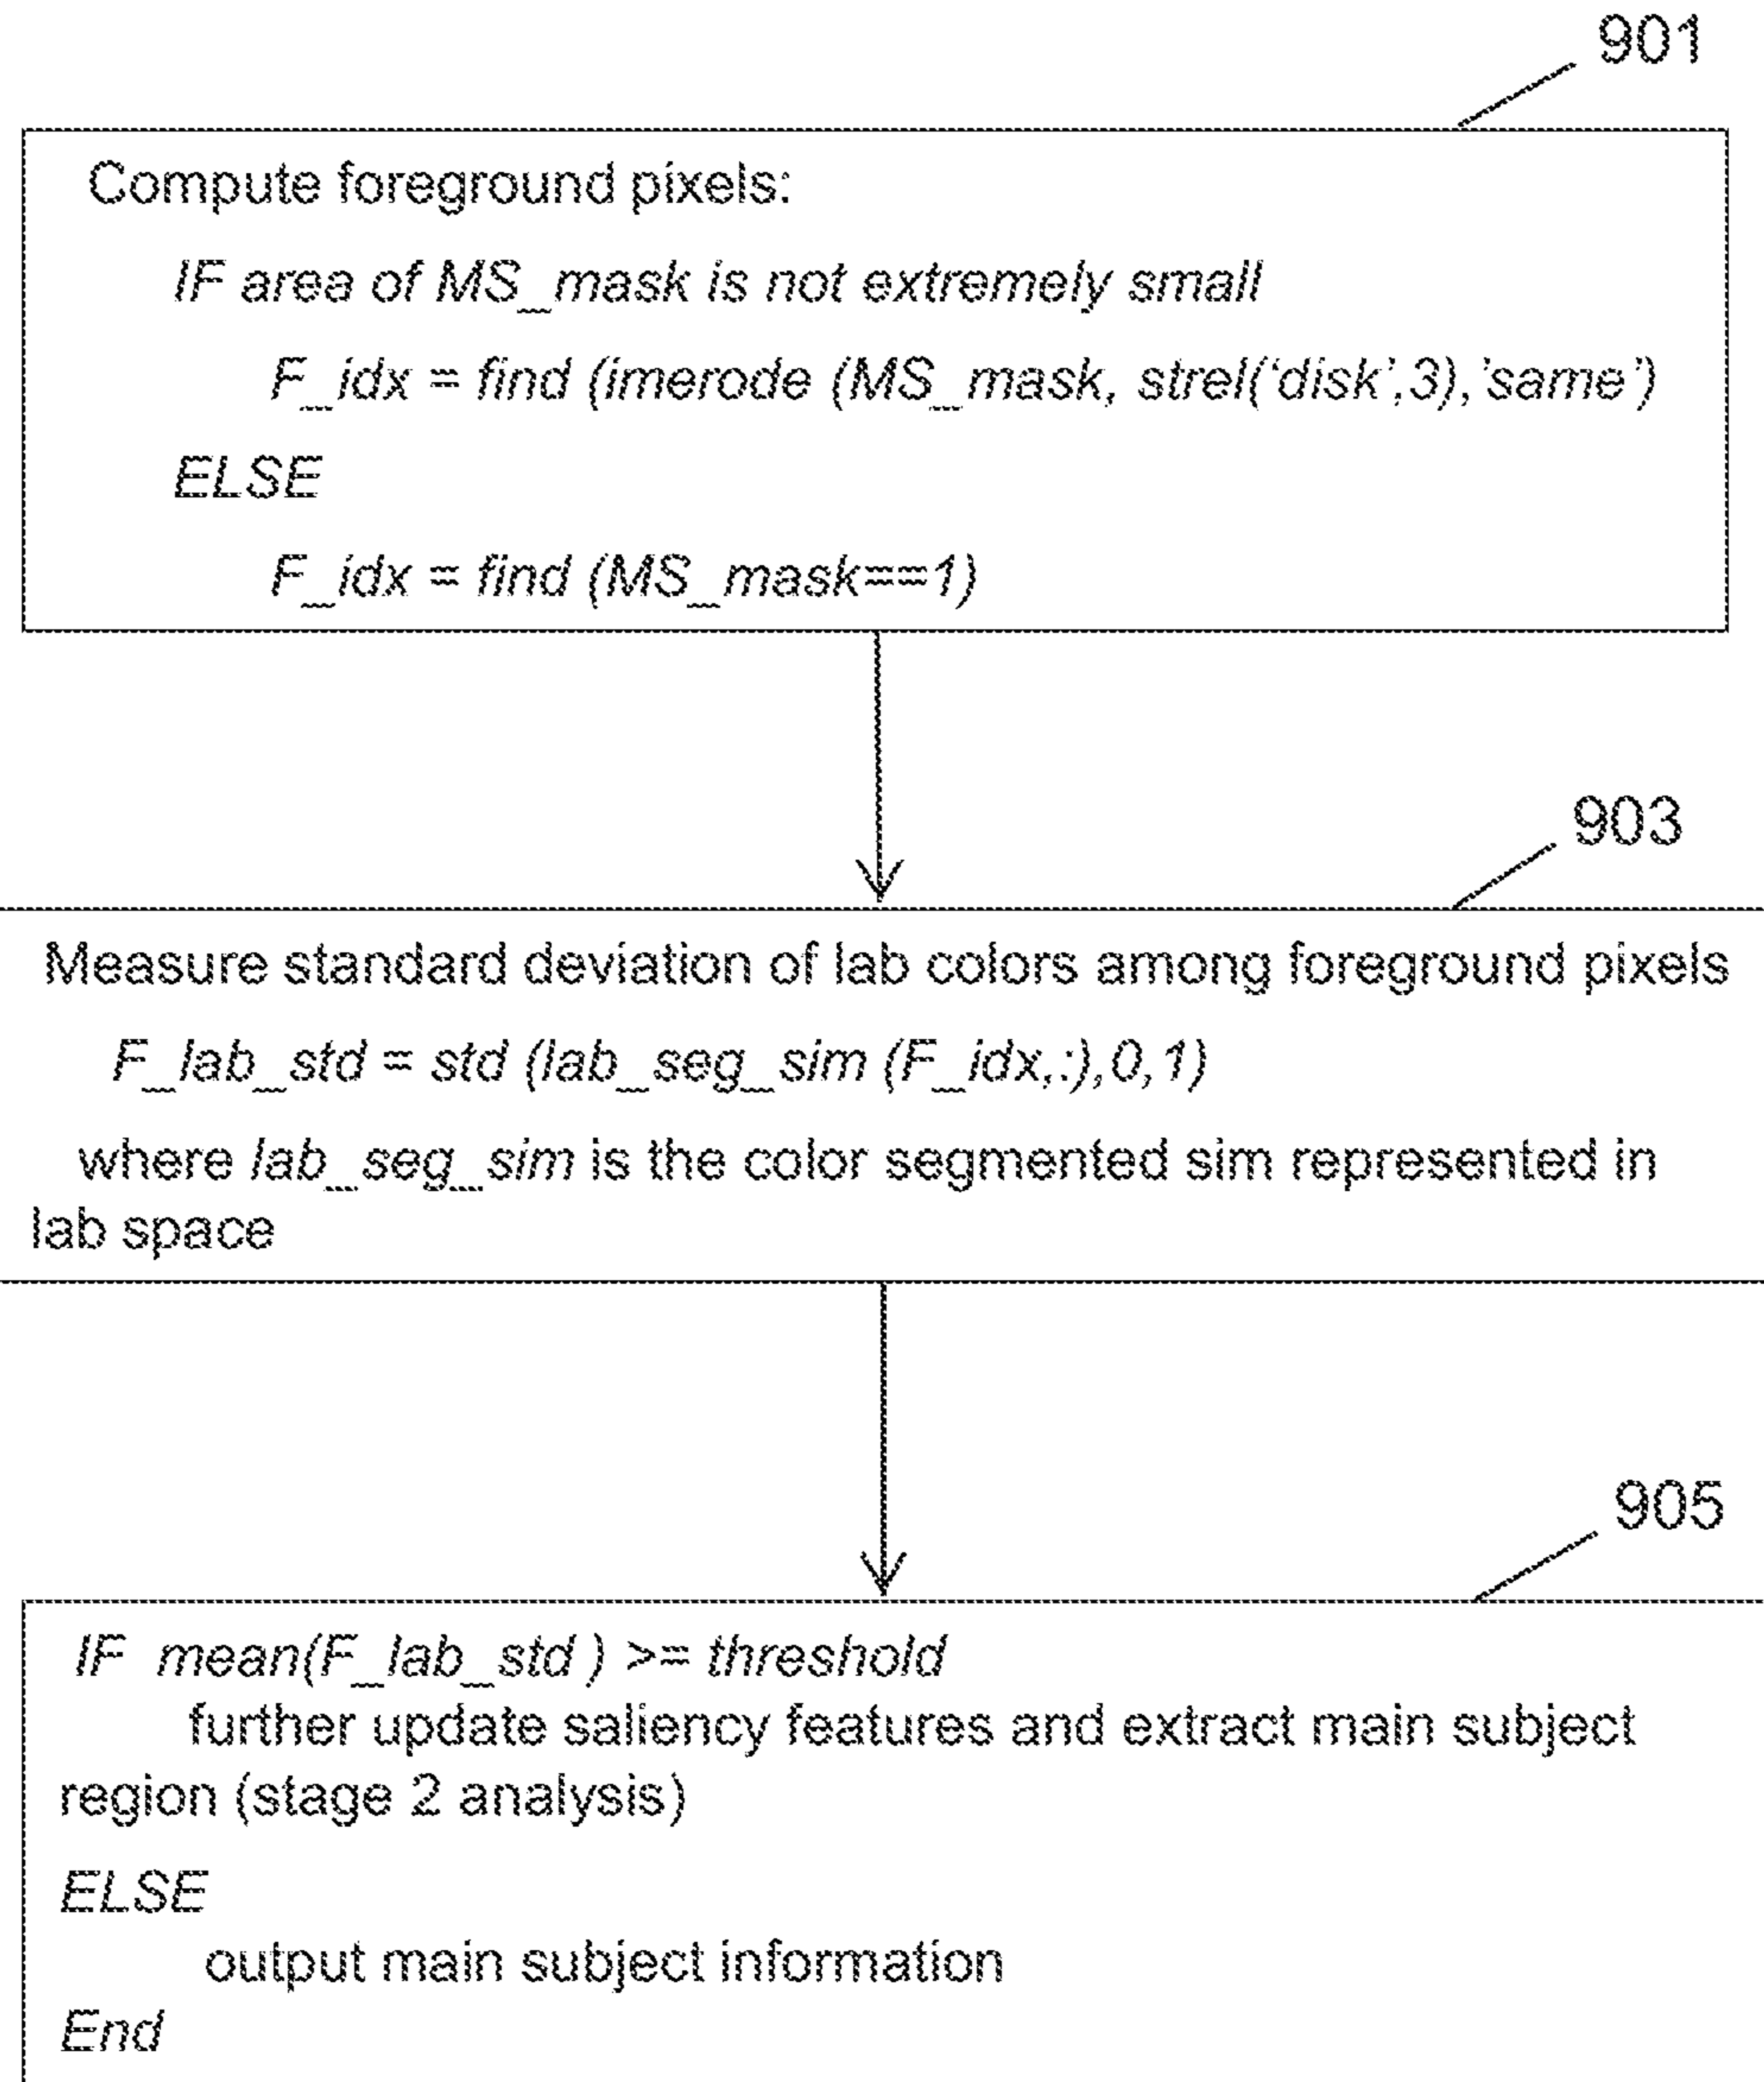 901
Compute foreground pixels:
IF area of MS_mask is not extremely small
F_idx = find (imerode (MS_mask, strel(‘disk’,3),’same’)
ELSE
F_idx = find (MS_mask==1)
903
Measure standard deviation of lab colors among foreground pixels
F_lab_std = std (lab_seg_sim (F_idx,:),0,1)
where lab_seg_sim is the color segmented sim represented in
lab space
905
IF mean(F_lab_std ) >= threshold
further update saliency features and extract main subject
region (stage 2 analysis)
ELSE
output main subject information
End